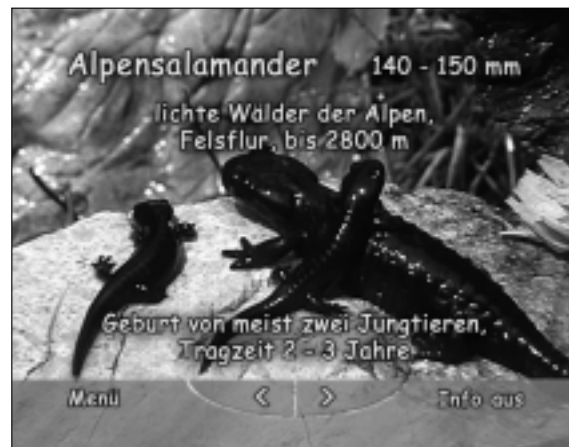 Alpensalamander 140 - 150 mm
lichte Wälder der Alpen,
Felsflur, bis 2800 m
Geburt von meist zwei Jungtieren,
Tragzeit 2 - 3 Jahre
Menü < > Info aus